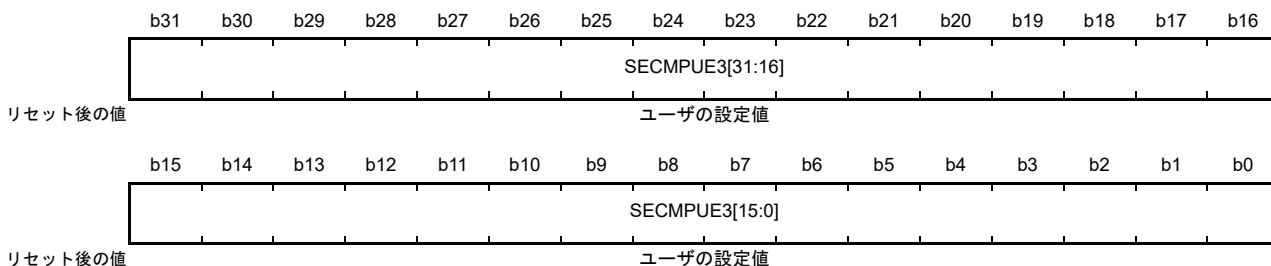 b31 b30 b29 b28 b27 b26 b25 b24 b23 b22 b21 b20 b19 b18 b17 b16
SECMPUE3[31:16]
リセット後の値 ユーザの設定値
b15 b14 b13 b12 b11 b10 b9 b8 b7 b6 b5 b4 b3 b2 b1 b0
SECMPUE3[15:0]
リセット後の値 ユーザの設定値